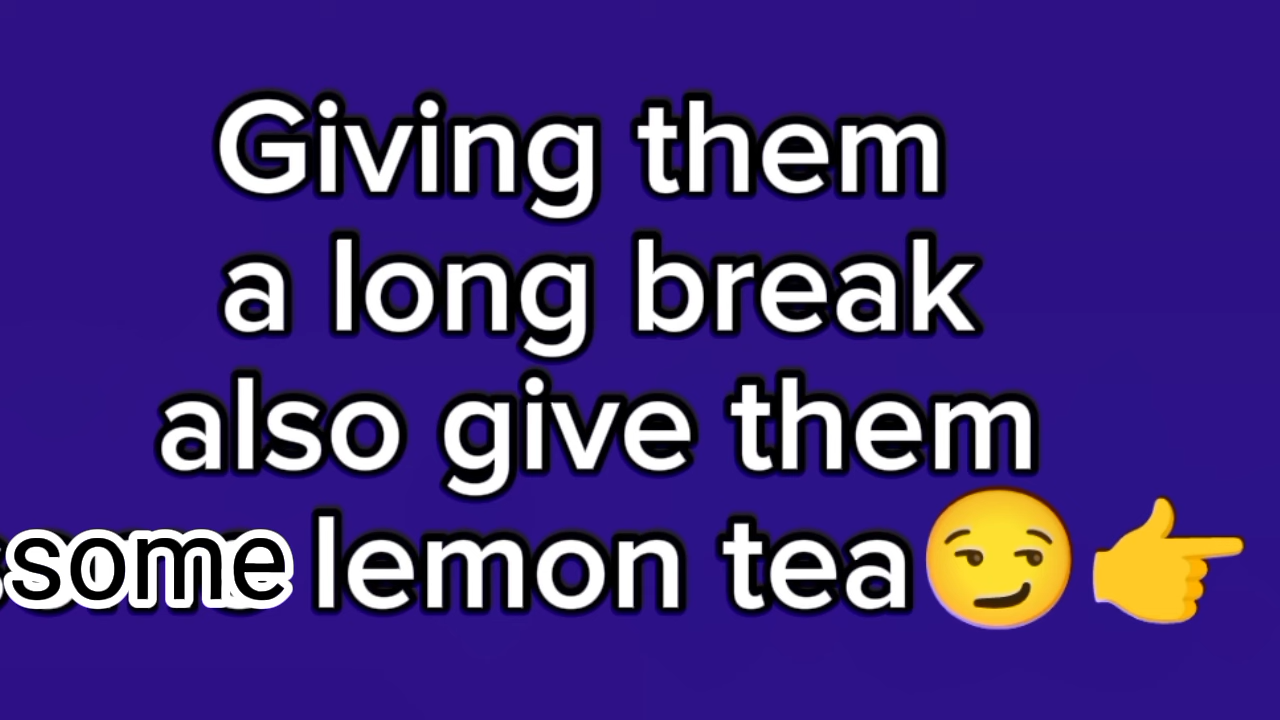 Giving them
a long break
also give them
some lemon tea😏👉